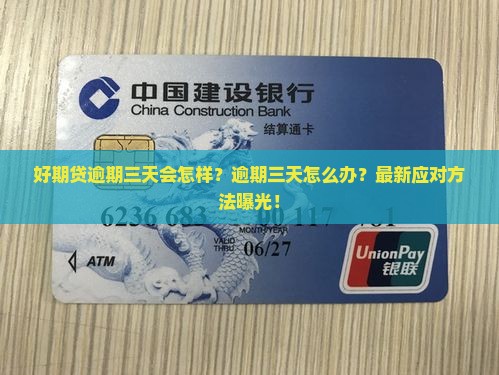 中国建设银行
China Construction Bank
结算通卡
好期贷逾期三天会怎样？逾期三天怎么办？最新应对方
法曝光！
MONTH/YEAR
VALID
THRU
06/27
ATM
UnionPay
银联